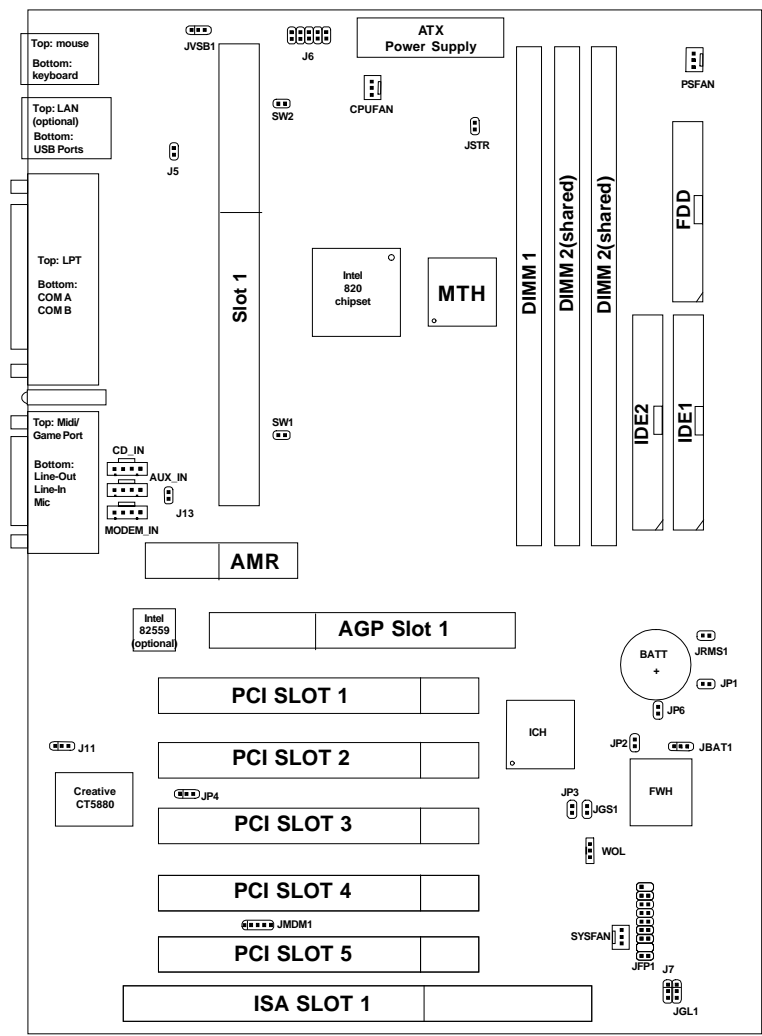 Top: mouse
Bottom:
keyboard
JVSB1
J6
ATX
Power Supply
CPUFAN
PSFAN
Top: LAN
(optional)
Bottom:
USB Ports
SW2
JSTR
J5
Top: LPT
Bottom:
COM A
COM B
Slot 1
Intel
820
chipset
MTH
DIMM 1
DIMM 2(shared)
DIMM 2(shared)
FDD
IDE2
IDE1
Top: Midi/
Game Port
Bottom:
Line-Out
Line-In
Mic
SW1
CD_IN
AUX_IN
J13
MODEM_IN
AMR
Intel
82559
(optional)
AGP Slot 1
BATT
+
JRMS1
JP1
JP6
PCI SLOT 1
ICH
JP2
JBAT1
J11
PCI SLOT 2
Creative
CT5880
JP4
JP3
JGS1
FWH
PCI SLOT 3
WOL
PCI SLOT 4
JMDM1
SYSFAN
PCI SLOT 5
JFP1
J7
ISA SLOT 1
JGL1